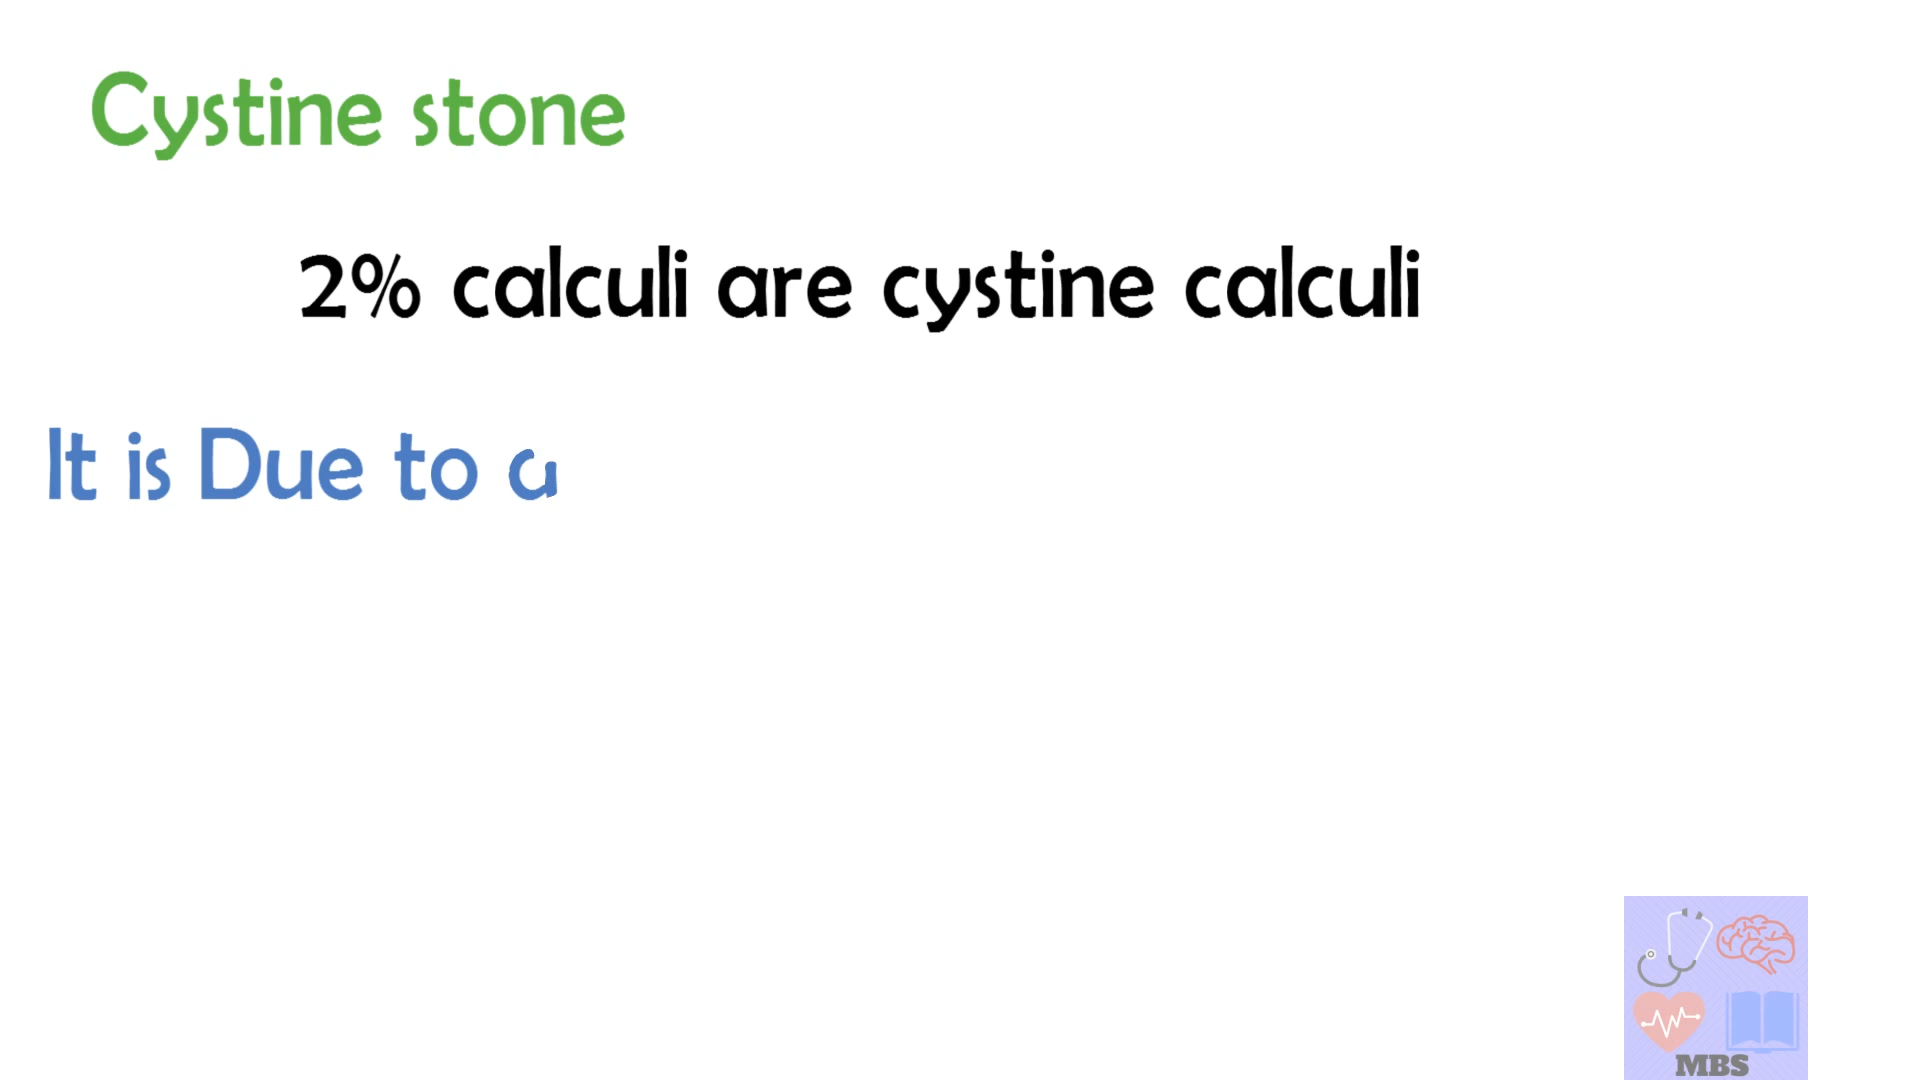 Cystine stone
2% calculi are cystine calculi
It is Due to a
MBS